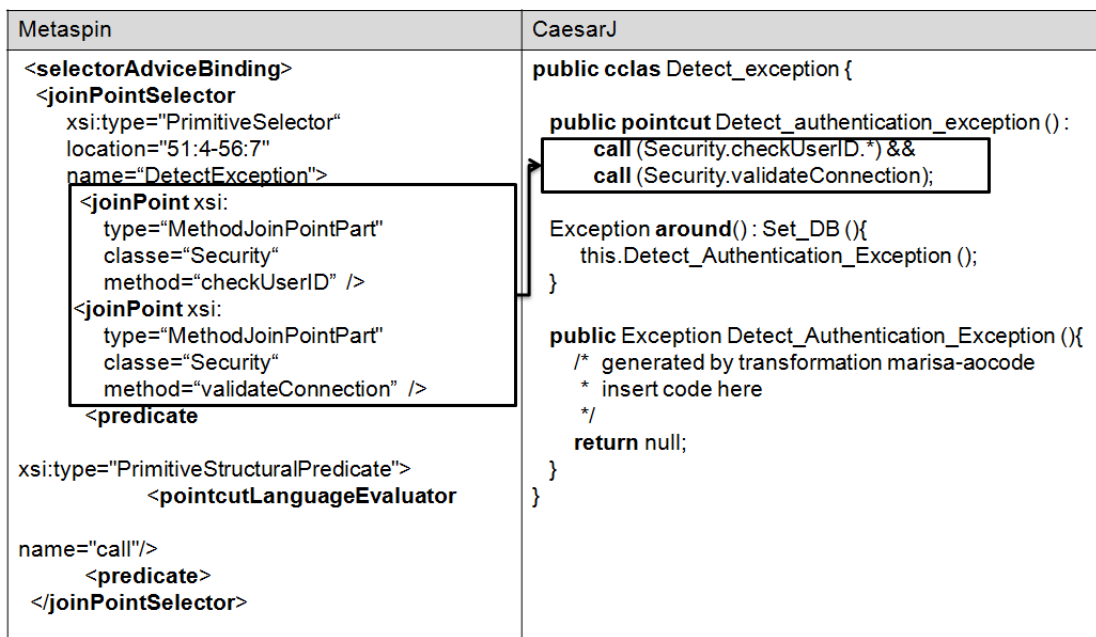 Metaspin
<selectorAdviceBinding>
<joinPointSelector
xsi:type="PrimitiveSelector“
location="51:4-56:7"
name=“DetectException">
<joinPoint xsi:
type=“MethodJoinPointPart"
classe=“Security“
method=“checkUserID” />
<joinPoint xsi:
type=“MethodJoinPointPart"
classe=“Security“
method=“validateConnection” />
<predicate
xsi:type="PrimitiveStructuralPredicate">
<pointcutLanguageEvaluator
name="call"/>
<predicate>
</joinPointSelector>
CaesarJ
public cclas Detect_exception {
public pointcut Detect_authentication_exception () :
call (Security.checkUserID.*) &&
call (Security.validateConnection);
Exception around() : Set_DB (){
this.Detect_Authentication_Exception ();
}
public Exception Detect_Authentication_Exception (){
/* generated by transformation marisa-aocode
* insert code here
*/
return null;
}
}